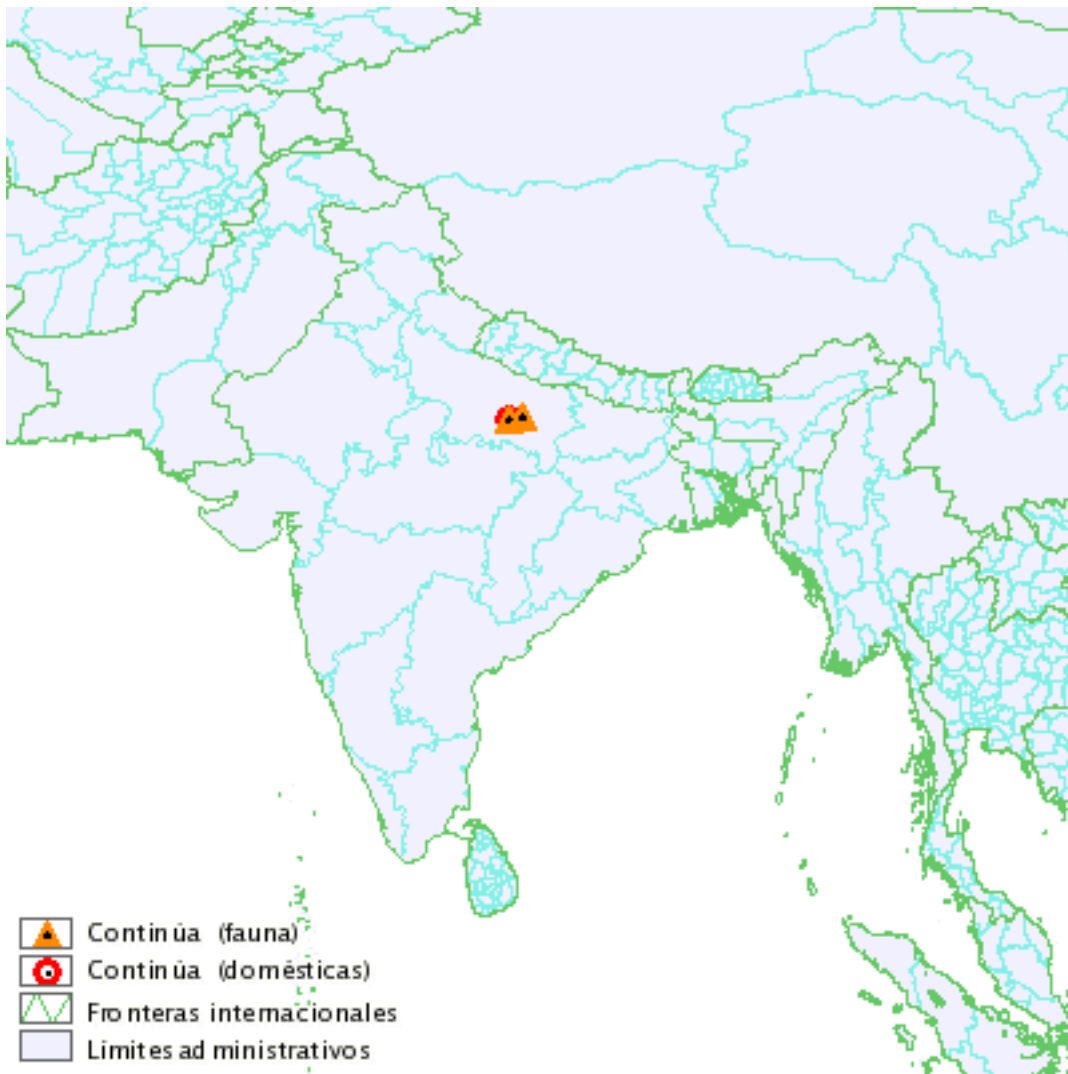 Continúa (fauna)
Continúa (domésticas)
Fronteras internacionales
Límites administrativos